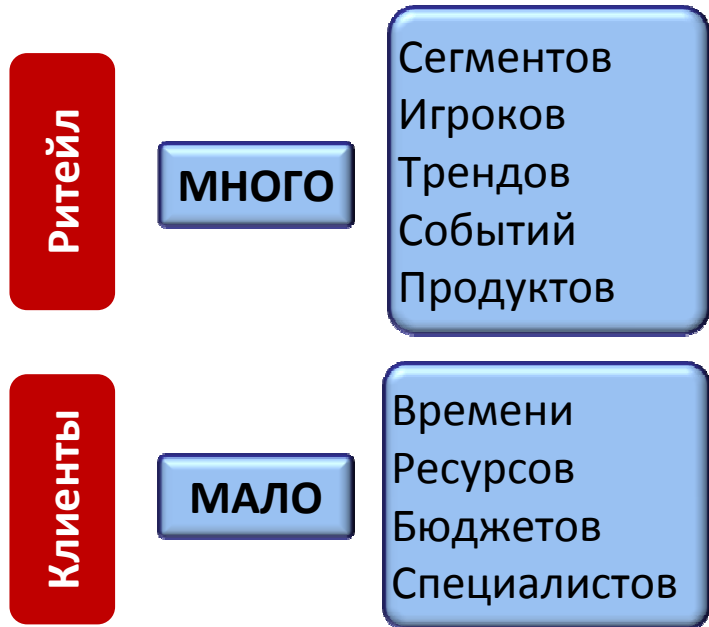 Ритейл
МНОГО
Сегментов
Игроков
Трендов
Событий
Продуктов
Клиенты
МАЛО
Времени
Ресурсов
Бюджетов
Специалистов